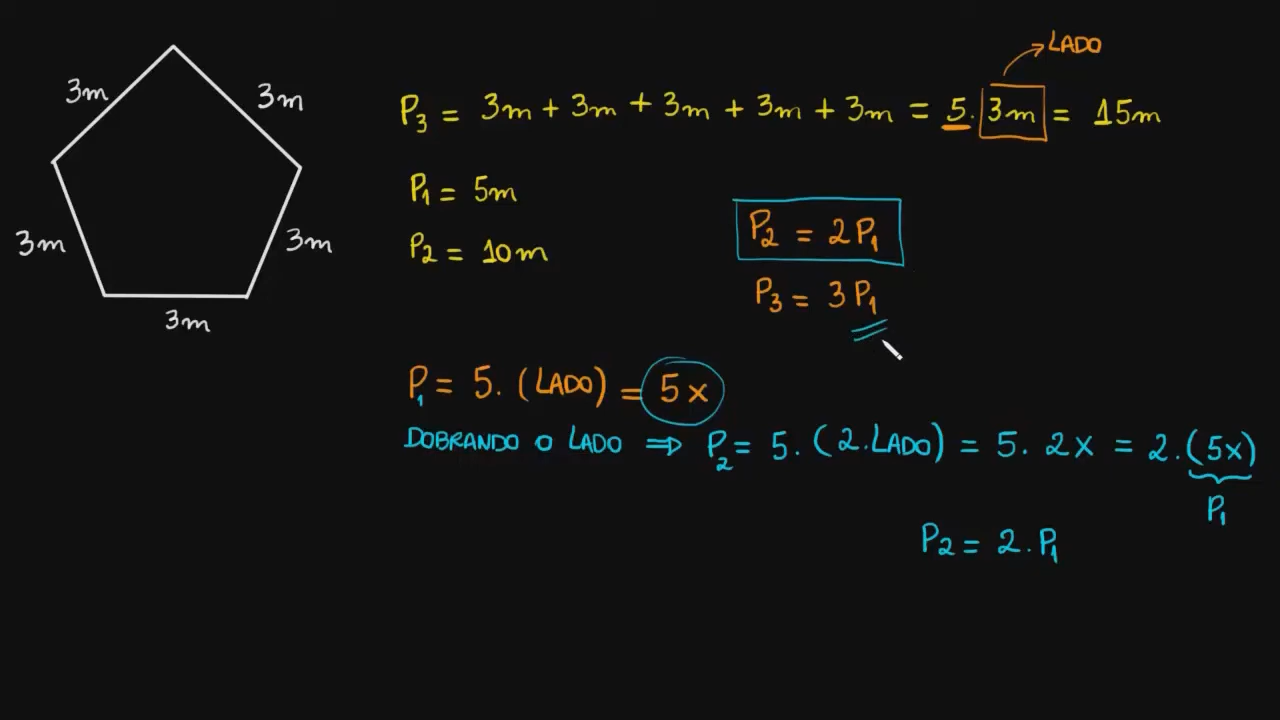 LADO
3m
3m
P3 = 3m + 3m + 3m + 3m + 3m = 5. 3m = 15m
P1 = 5m
P2 = 2P1
3m
3m
P2 = 10m
P3 = 3P1
3m
P1 = 5. (LADO) = 5x
DOBRANDO O LADO ⇒ P2 = 5. (2.LADO) = 5. 2x = 2.(5x)
P1
P2 = 2.P1